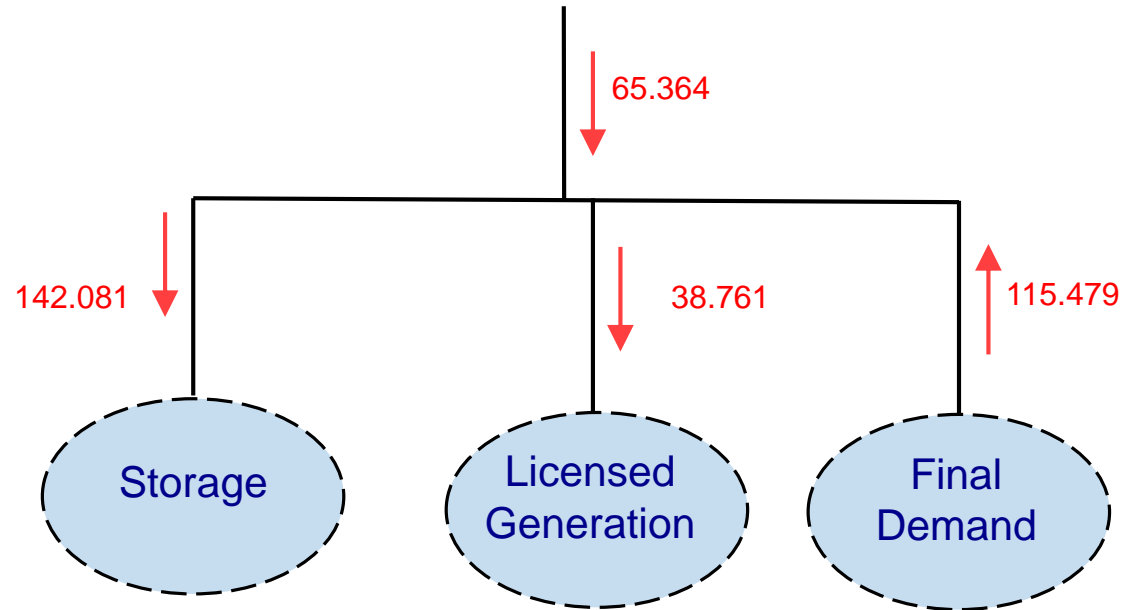 65.364
142.081
38.761
115.479
Storage
Licensed
Generation
Final
Demand